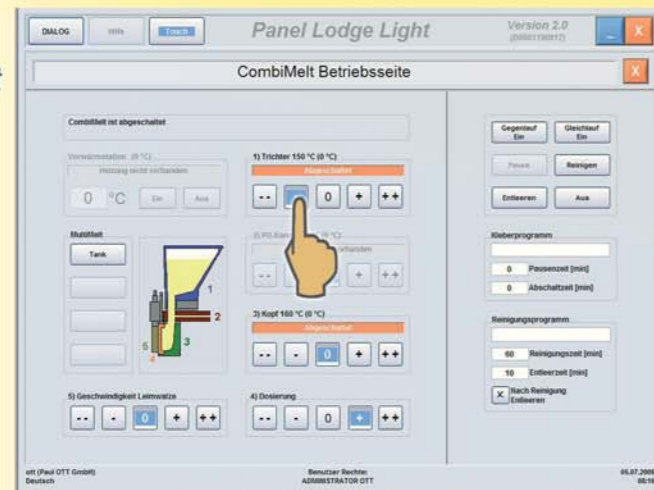 DIALOG
Hilfe
Touch
Panel Lodge Light
Version 2.0
X
CombiMelt Betriebsseite
X
CombiMelt ist abgeschaltet
Vorwärmstation (0 °C)
Heizung nicht vorhanden
0 °C Ein Aus
1) Trichter 150 °C (0 °C)
Abgeschaltet
-- 0 + ++
MultiMelt
Tank
1
2
3
4
5
-- + ++
3) Kopf 160 °C (0 °C)
Abgeschaltet
-- - 0 + ++
5) Geschwindigkeit Leimwalze
-- - 0 + ++
4) Dosierung
-- - 0 + ++
Gegenlauf Ein
Gleichlauf Ein
Pause
Reinigen
Entleeren
Aus
Kleberprogramm
0 Pausenzeit [min]
0 Abschaltzeit [min]
Reinigungsprogramm
60 Reinigungszeit [min]
10 Entleerzeit [min]
X Nach Reinigung
Entleeren
ott (Paul OTT GmbH)
Deutsch
Benutzer Rechte:
ADMINISTRATOR OTT
05.07.2009